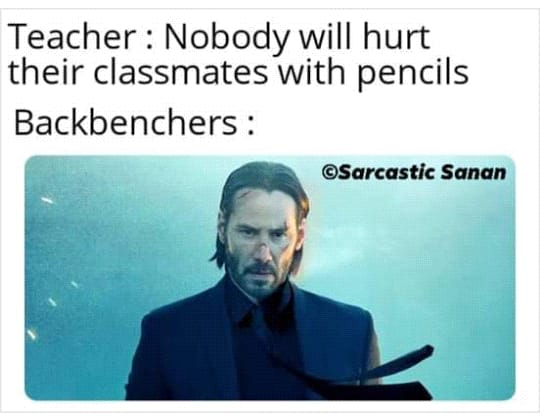 Teacher : Nobody will hurt
their classmates with pencils
Backbenchers :
©Sarcastic Sanan